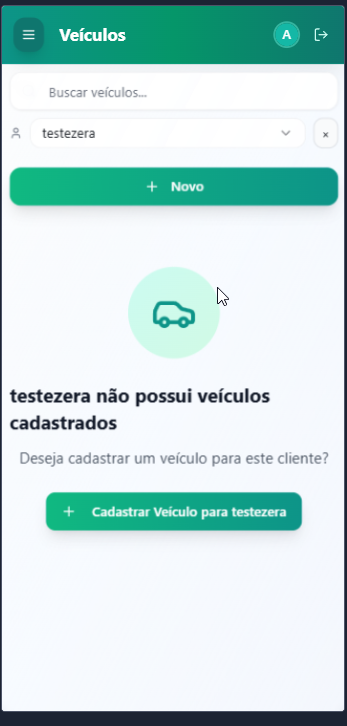 Veículos
A
Buscar veículos...
testezera
×
+ Novo
testezera não possui veículos
cadastrados
Deseja cadastrar um veículo para este cliente?
+ Cadastrar Veículo para testezera